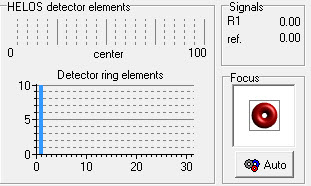 HELOS detector elements
0 center 100
Detector ring elements
10
5
0
0 10 20 30
Signals
R1 0.00
ref. 0.00
Focus
Auto